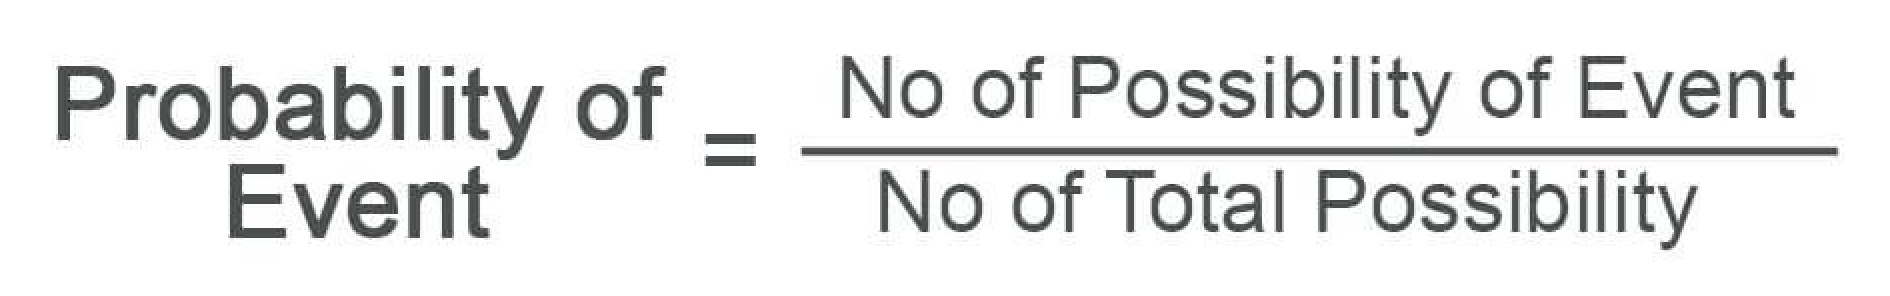 Probability of
Event
=
No of Possibility of Event
No of Total Possibility